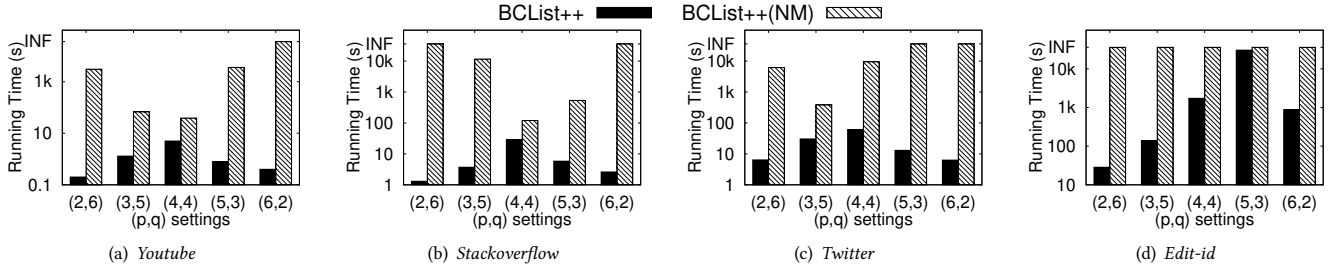 BCList++ BCList++(NM)
Running Time (s)
INF
1k
10
0.1
(2,6) (3,5) (4,4) (5,3) (6,2)
(p,q) settings
(a) Youtube
Running Time (s)
INF
10k
1k
100
10
1
(2,6) (3,5) (4,4) (5,3) (6,2)
(p,q) settings
(b) Stackoverflow
Running Time (s)
INF
10k
1k
100
10
1
(2,6) (3,5) (4,4) (5,3) (6,2)
(p,q) settings
(c) Twitter
Running Time (s)
INF
10k
1k
100
10
(2,6) (3,5) (4,4) (5,3) (6,2)
(p,q) settings
(d) Edit-id